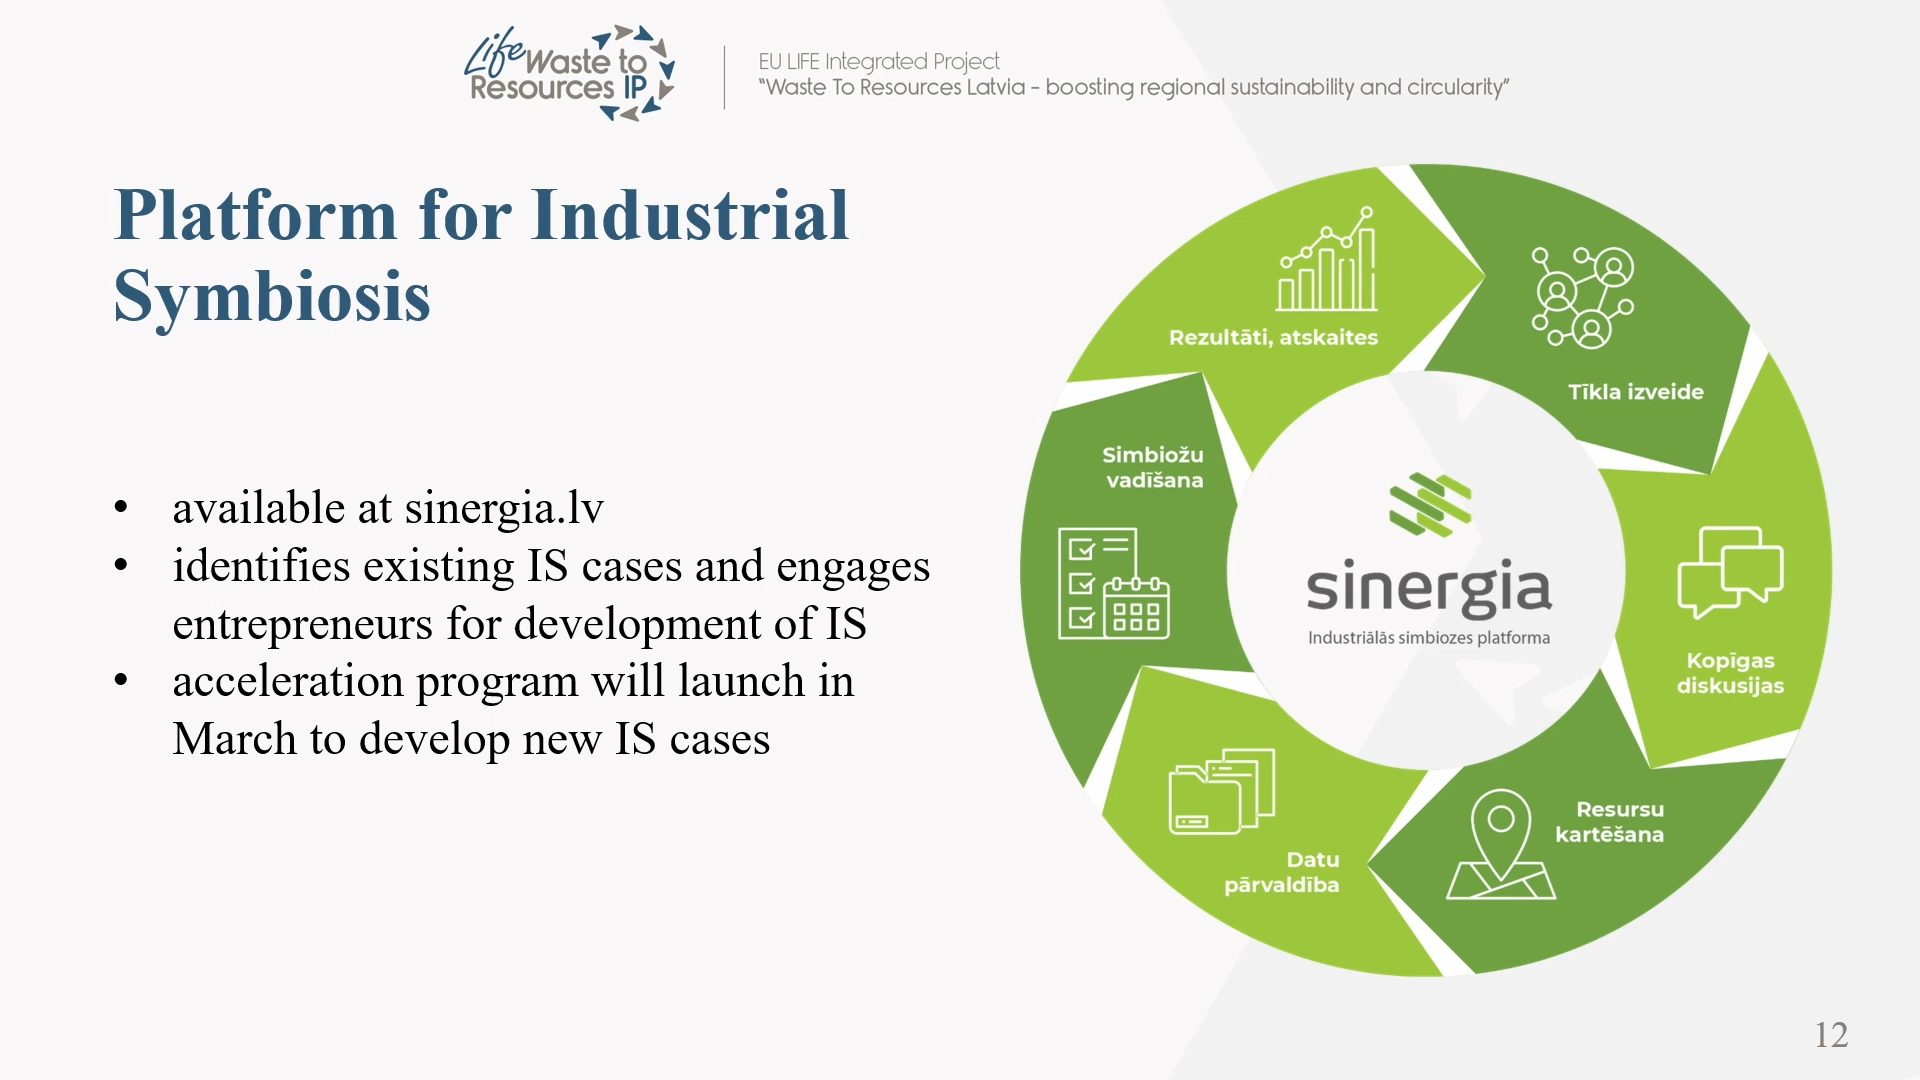 Life Waste to
Resources IP
EU LIFE Integrated Project
“Waste To Resources Latvia – boosting regional sustainability and circularity”
Platform for Industrial
Symbiosis
• available at sinergia.lv
• identifies existing IS cases and engages
entrepreneurs for development of IS
• acceleration program will launch in
March to develop new IS cases
Rezultāti, atskaites
Tīkla izveide
Simbiožu
vadīšana
sinergia
Industriālās simbiozes platforma
Kopīgas
diskusijas
Resursu
kartēšana
Datu
pārvaldība
12